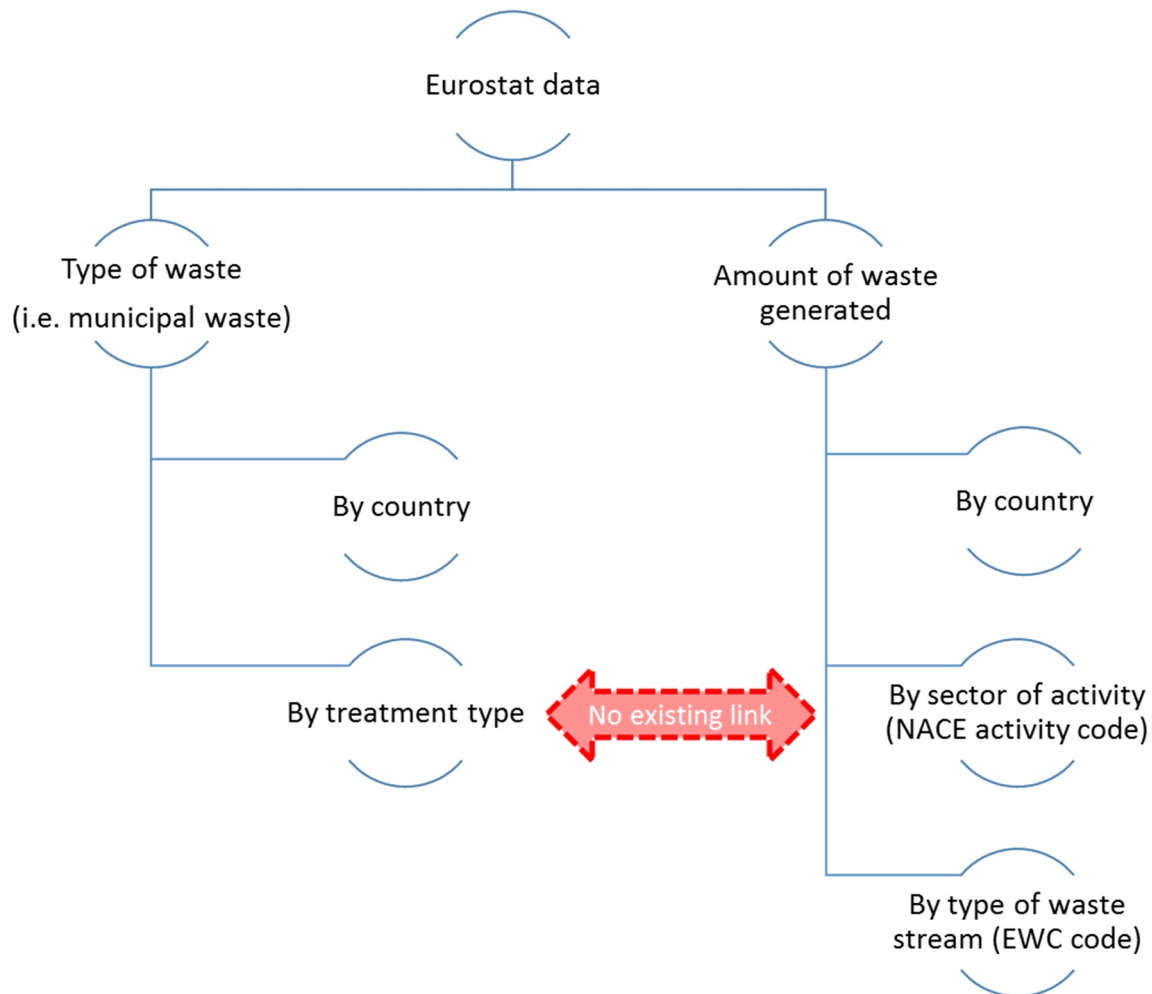 Eurostat data
Type of waste
(i.e. municipal waste)
Amount of waste
generated
By country
By country
By treatment type
No existing link
By sector of activity
(NACE activity code)
By type of waste
stream (EWC code)